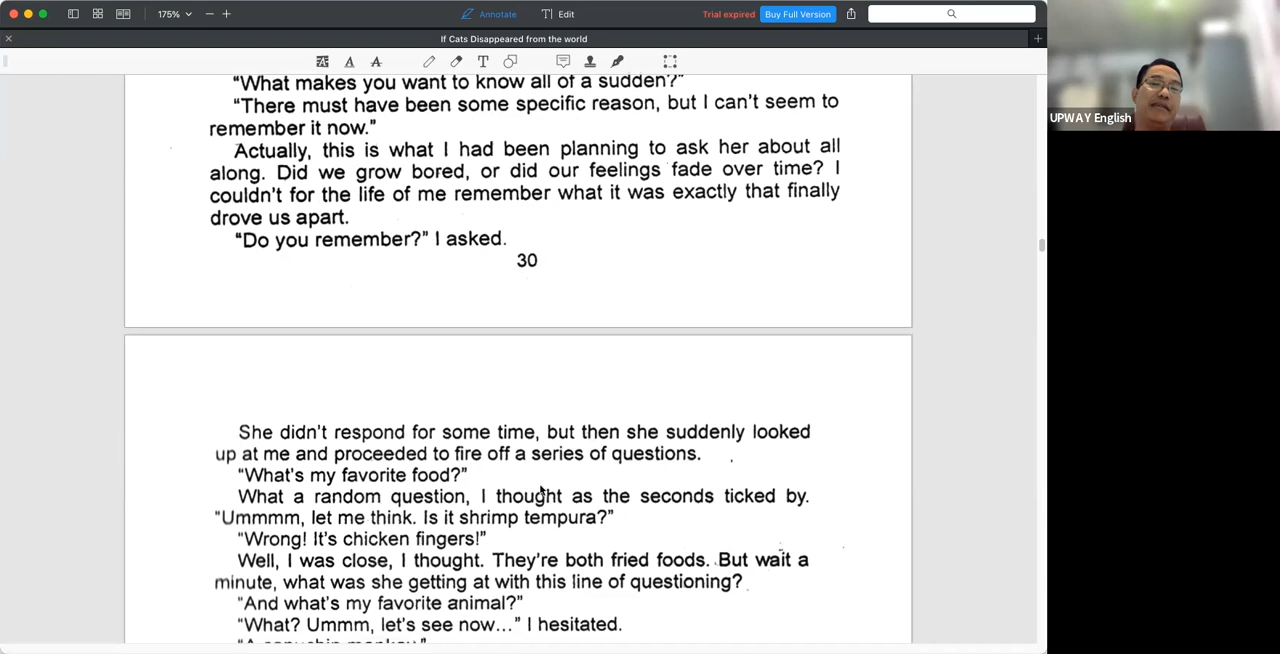 175%
Annotate
Edit
Trial expired
Buy Full Version
If Cats Disappeared from the world
"What makes you want to know all of a sudden?"
"There must have been some specific reason, but I can't seem to
remember it now."
Actually, this is what I had been planning to ask her about all
along. Did we grow bored, or did our feelings fade over time? I
couldn't for the life of me remember what it was exactly that finally
drove us apart.
"Do you remember?" I asked.
30
She didn't respond for some time, but then she suddenly looked
up at me and proceeded to fire off a series of questions.
"What's my favorite food?"
What a random question, I thought as the seconds ticked by.
"Ummmm, let me think. Is it shrimp tempura?"
"Wrong! It's chicken fingers!"
Well, I was close, I thought. They're both fried foods. But wait a
minute, what was she getting at with this line of questioning?
"And what's my favorite animal?"
"What? Ummm, let's see now..." I hesitated.
"A capuchin monkey."
UPWAY English